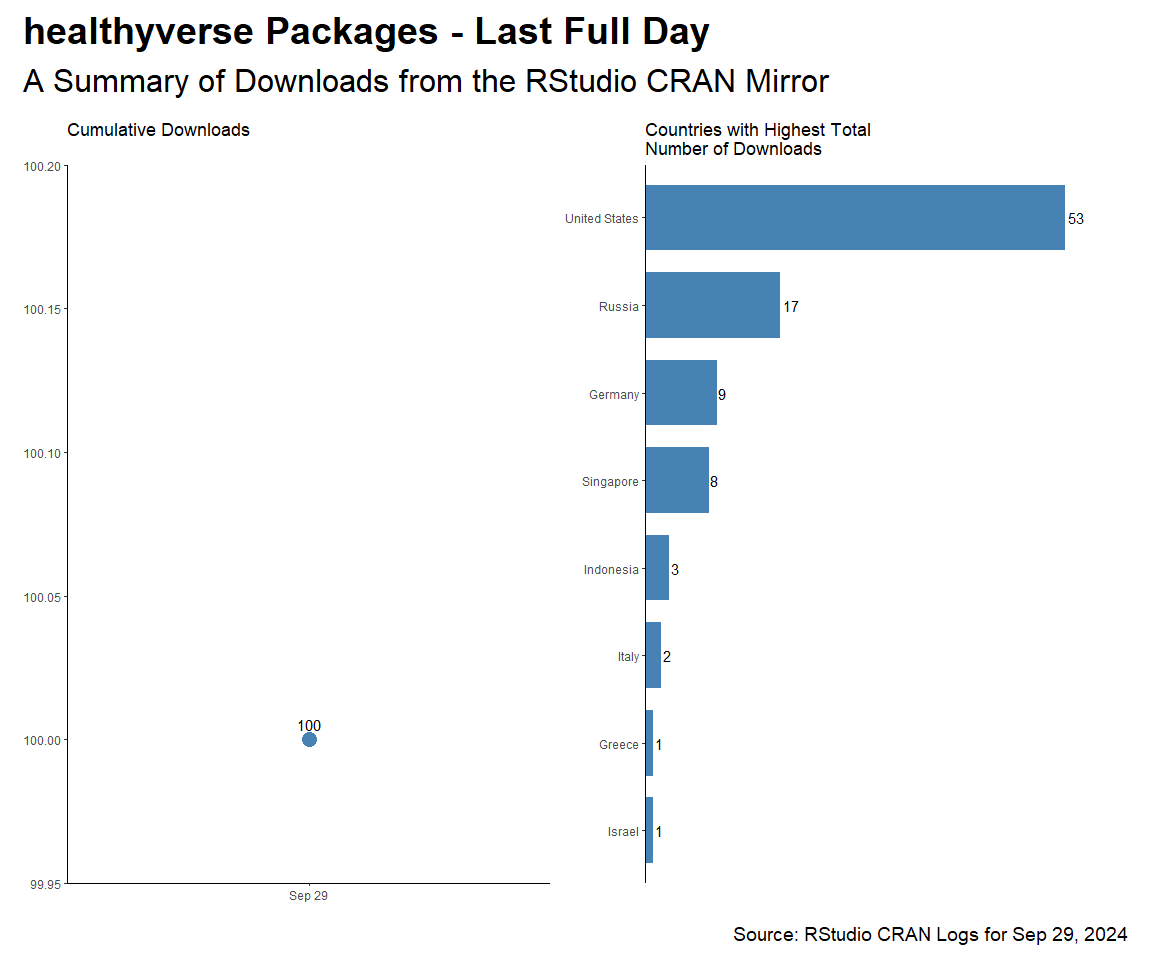 healthyverse Packages - Last Full Day
A Summary of Downloads from the RStudio CRAN Mirror
Cumulative Downloads
100.20
100.15
100.10
100.05
100.00
99.95
100
Sep 29
Countries with Highest Total
Number of Downloads
United States 53
Russia 17
Germany 9
Singapore 8
Indonesia 3
Italy 2
Greece 1
Israel 1
Source: RStudio CRAN Logs for Sep 29, 2024